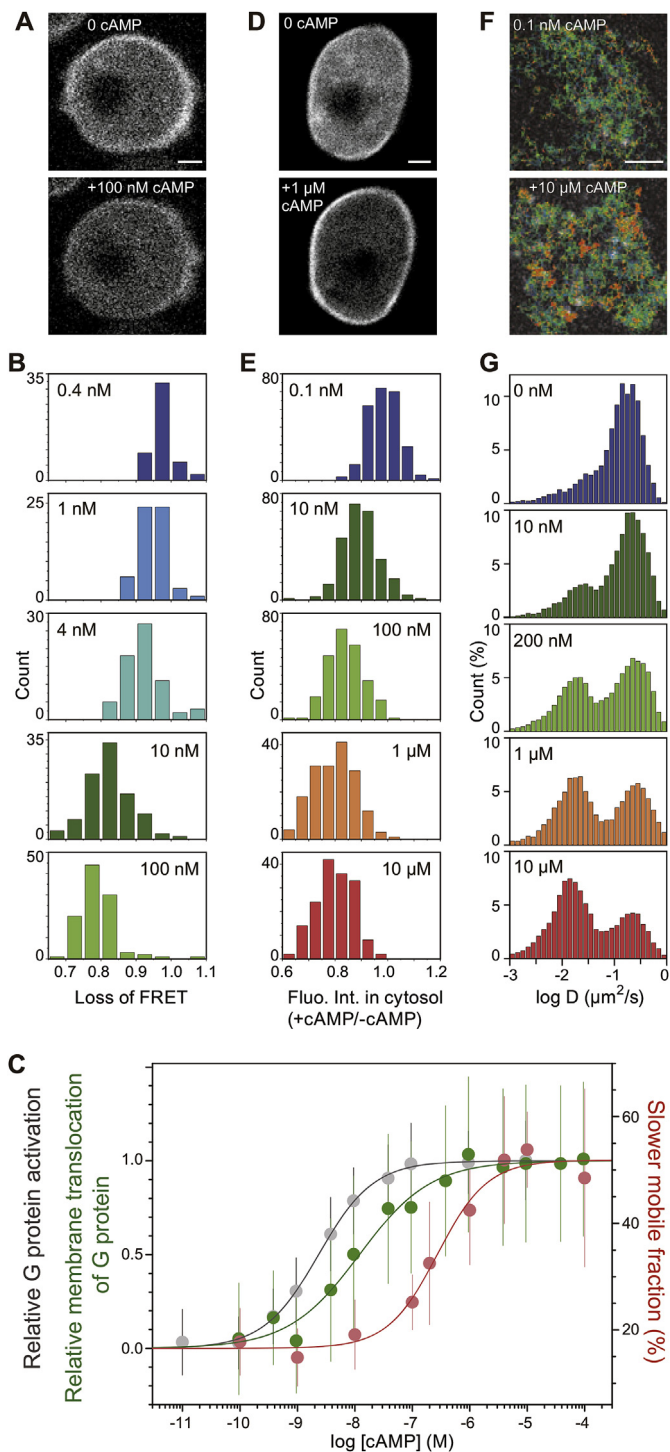 A
0 cAMP
+100 nM cAMP
D
0 cAMP
+1 µM
cAMP
F
0.1 nM cAMP
+10 µM cAMP
B
35
0.4 nM
0
25
1 nM
0
30
4 nM
Count
0
35
10 nM
0
50
100 nM
0
0.7 0.8 0.9 1.0 1.1
Loss of FRET
E
80
0.1 nM
0
80
10 nM
0
80
100 nM
Count
0
40
1 µM
0
40
10 µM
0
0.6 0.8 1.0 1.2
Fluo. Int. in cytosol
(+cAMP/-cAMP)
G
10
5
0
0 nM
10
5
0
10 nM
10
5
0
200 nM
Count (%)
10
5
0
1 µM
10
5
0
10 µM
-3 -2 -1 0
log D (µm²/s)
C
Relative G protein activation
Relative membrane translocation
of G protein
1.0
0.5
0.0
60
40
20
Slower mobile
fraction (%)
-11 -10 -9 -8 -7 -6 -5 -4
log [cAMP] (M)